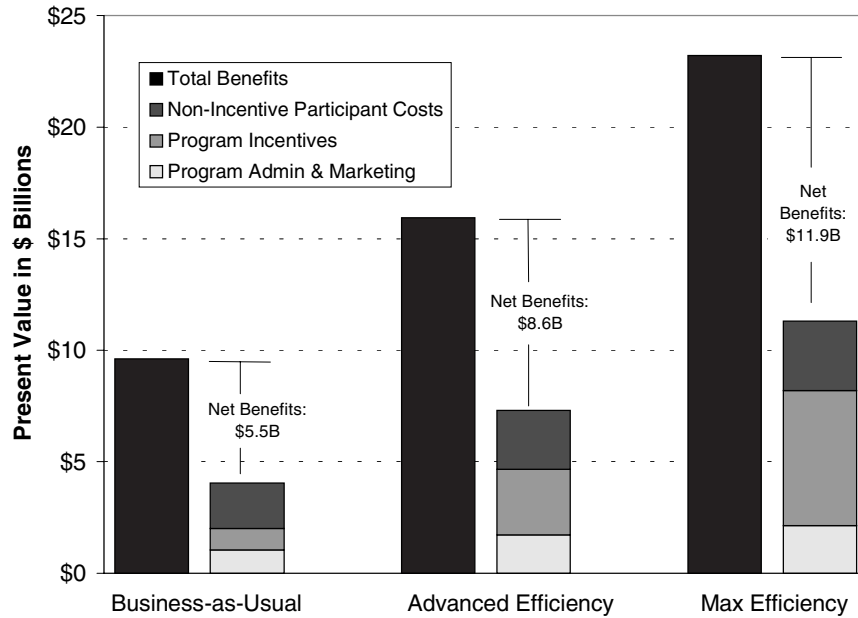 $25
$20
$15
$10
$5
$0
Present Value in $ Billions
Total Benefits
Non-Incentive Participant Costs
Program Incentives
Program Admin & Marketing
Net Benefits:
$5.5B
Net Benefits:
$8.6B
Net
Benefits:
$11.9B
Business-as-Usual
Advanced Efficiency
Max Efficiency